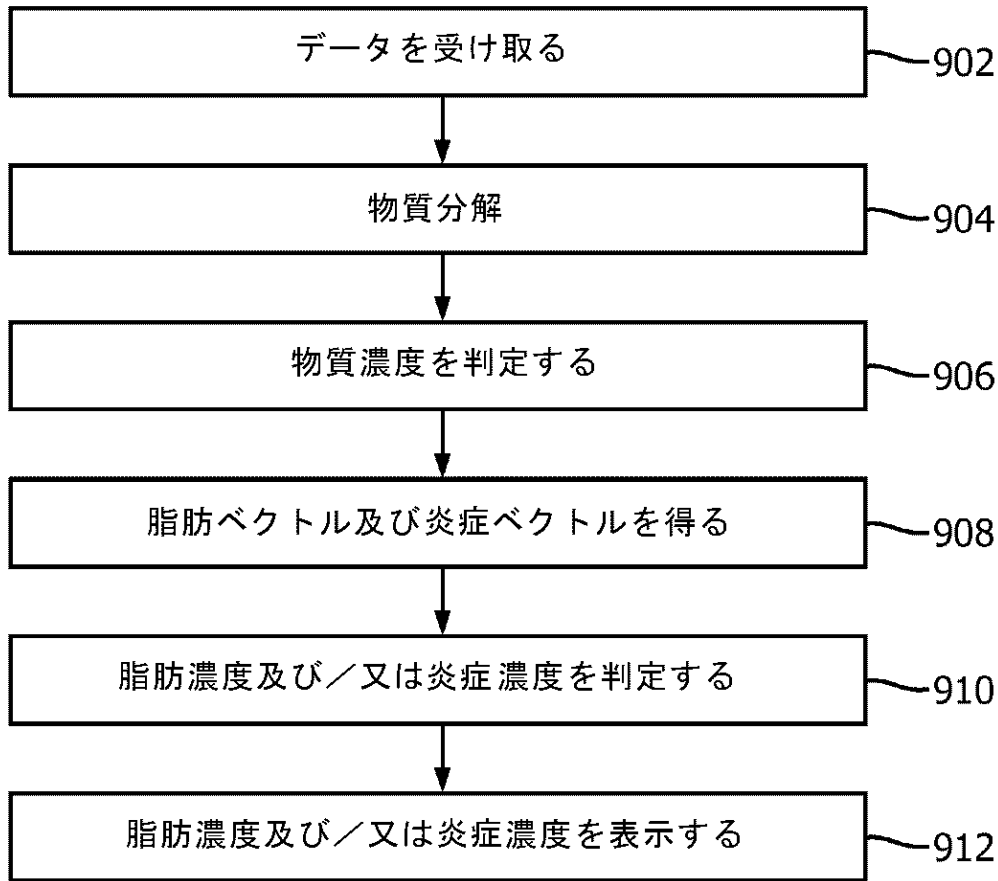 データを受け取る
902
物質分解
904
物質濃度を判定する
906
脂肪ベクトル及び炎症ベクトルを得る
908
脂肪濃度及び／又は炎症濃度を判定する
910
脂肪濃度及び／又は炎症濃度を表示する
912